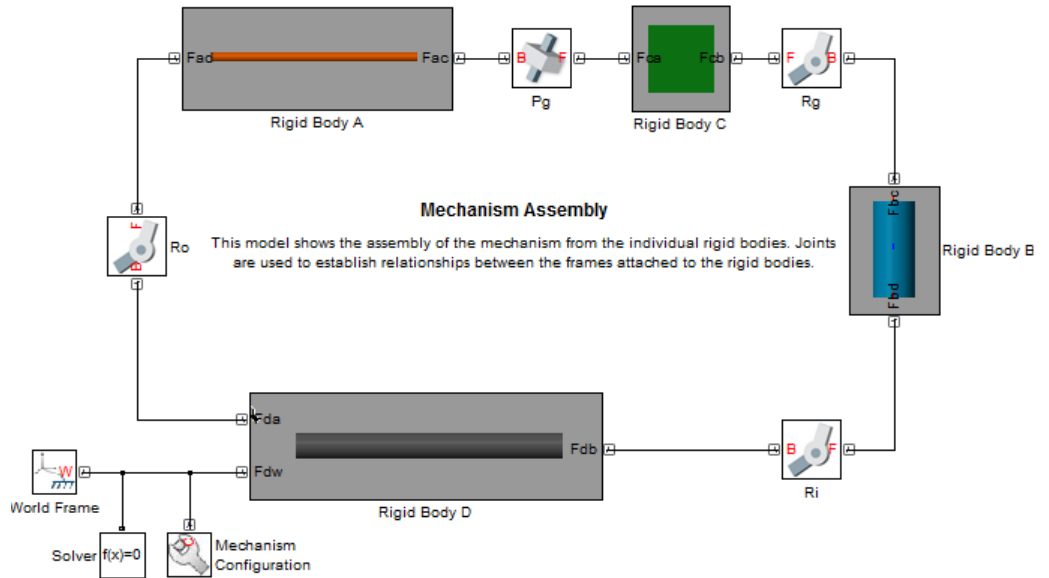 Fad
Fac
B
F
Fca
Fcb
F
B
Rigid Body A
Pg
Rigid Body C
Rg
Fbc
Mechanism Assembly
F
Ro
B
This model shows the assembly of the mechanism from the individual rigid bodies. Joints
are used to establish relationships between the frames attached to the rigid bodies.
Rigid Body B
Fbd
Fda
Fdb
B
F
W
Fdw
World Frame
Rigid Body D
Ri
C
Solver
f(x)=0
Mechanism
Configuration